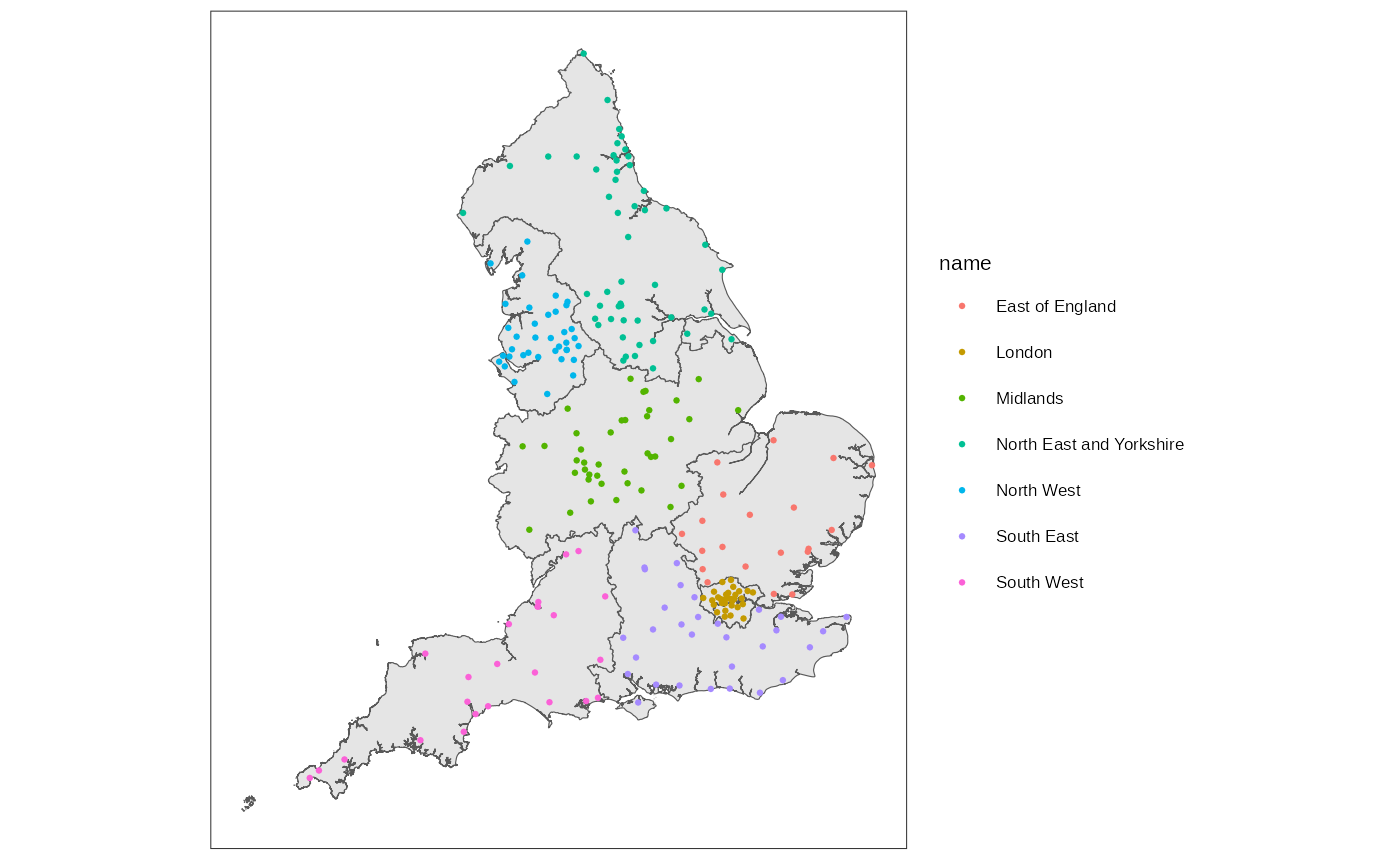 name
East of England
London
Midlands
North East and Yorkshire
North West
South East
South West